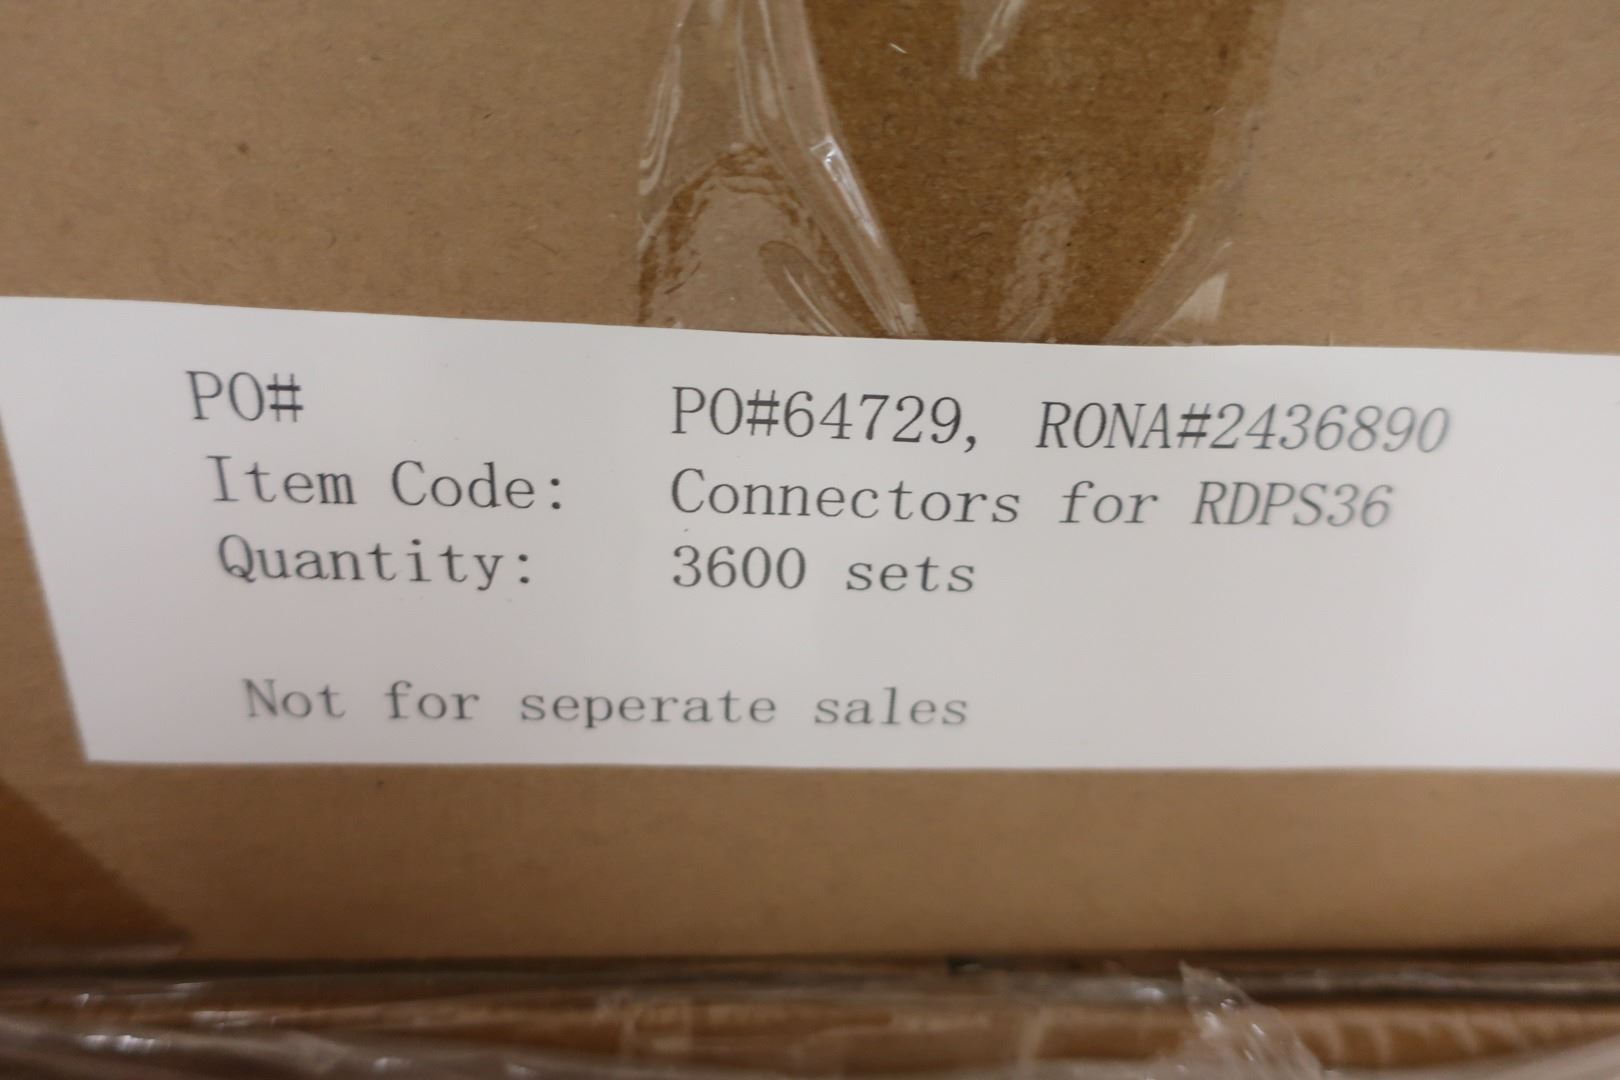 PO# PO#64729, RONA#2436890
Item Code: Connectors for RDPS36
Quantity: 3600 sets
Not for seperate sales